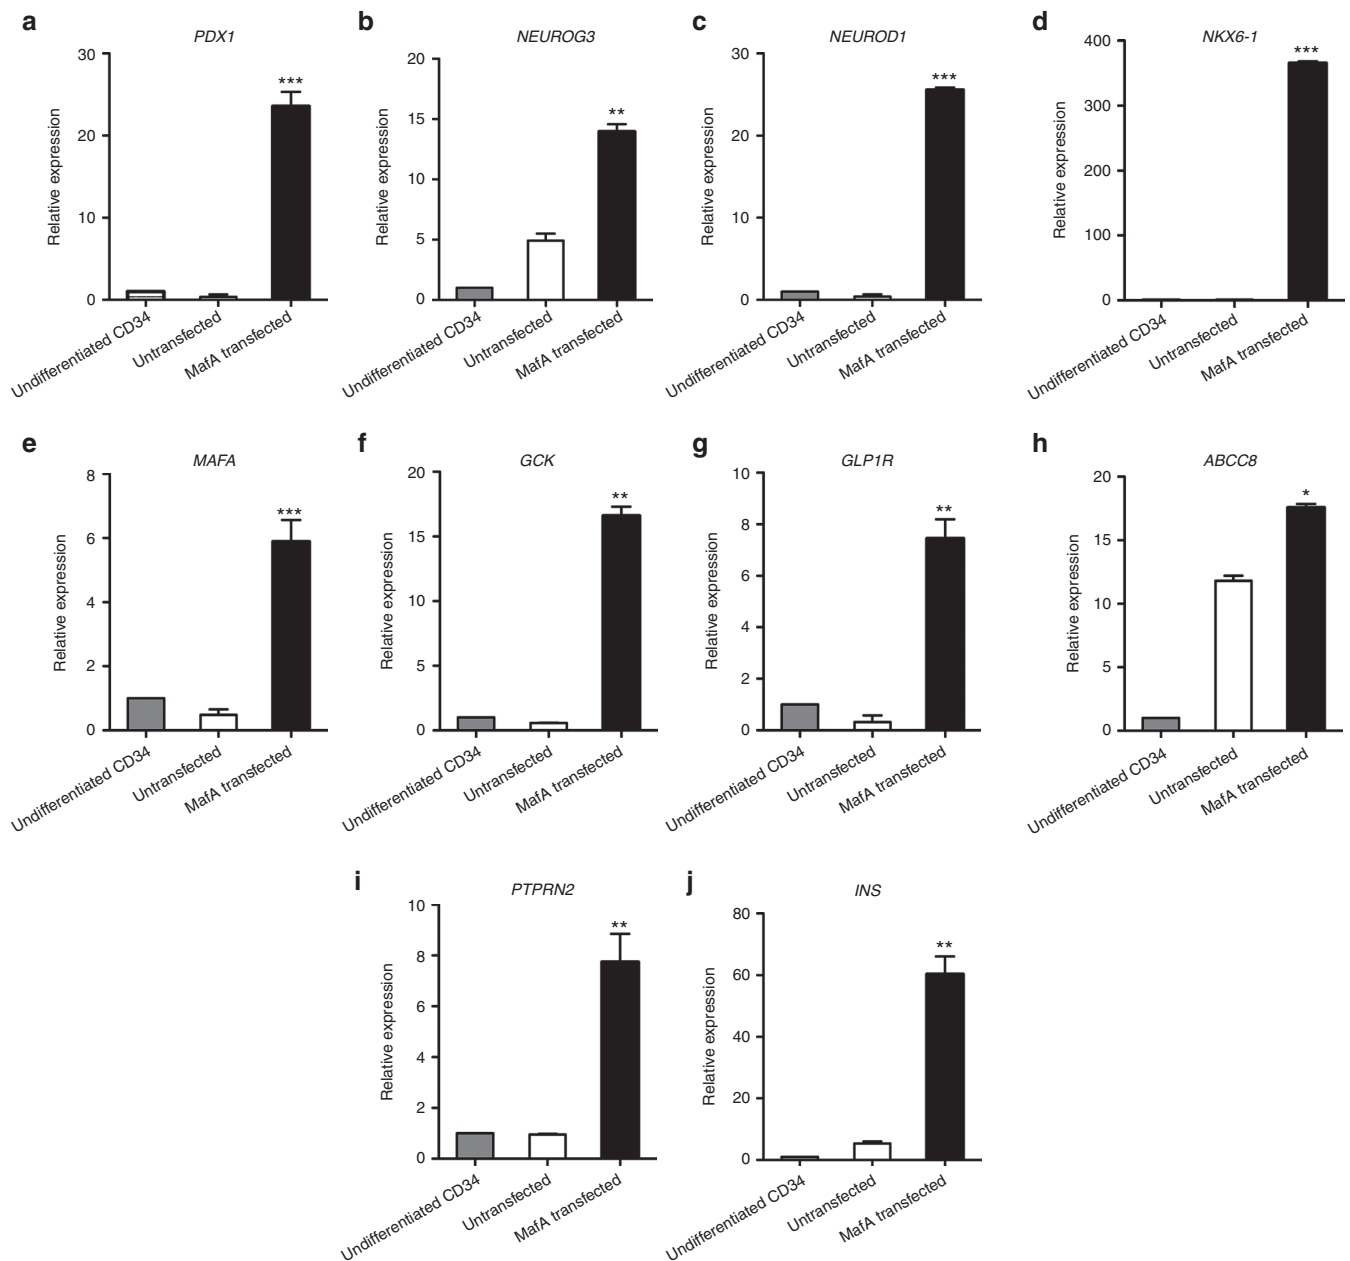 a
PDX1
Relative expression
30
20
10
0
***
Undifferentiated CD34
Untransfected
MafA transfected
b
NEUROG3
Relative expression
20
15
10
5
0
**
Undifferentiated CD34
Untransfected
MafA transfected
c
NEUROD1
Relative expression
30
20
10
0
***
Undifferentiated CD34
Untransfected
MafA transfected
d
NKX6-1
Relative expression
400
300
200
100
0
***
Undifferentiated CD34
Untransfected
MafA transfected
e
MAFA
Relative expression
8
6
4
2
0
***
Undifferentiated CD34
Untransfected
MafA transfected
f
GCK
Relative expression
20
15
10
5
0
**
Undifferentiated CD34
Untransfected
MafA transfected
g
GLP1R
Relative expression
10
8
6
4
2
0
**
Undifferentiated CD34
Untransfected
MafA transfected
h
ABCC8
Relative expression
20
15
10
5
0
*
Undifferentiated CD34
Untransfected
MafA transfected
i
PTPRN2
Relative expression
10
8
6
4
2
0
**
Undifferentiated CD34
Untransfected
MafA transfected
j
INS
Relative expression
80
60
40
20
0
**
Undifferentiated CD34
Untransfected
MafA transfected